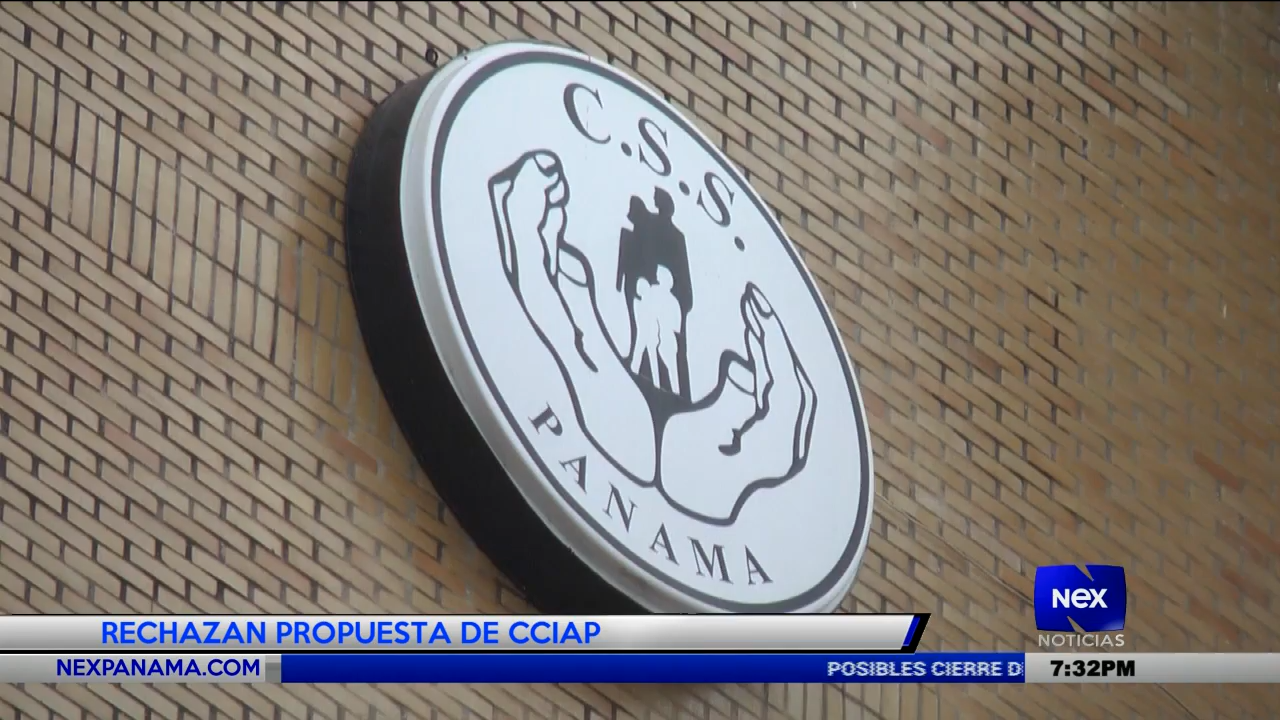 C.S.S.
PANAMA
RECHAZAN PROPUESTA DE CCIAP
NEX
NOTICIAS
NEXPANAMA.COM
POSIBLES CIERRE D
7:32PM